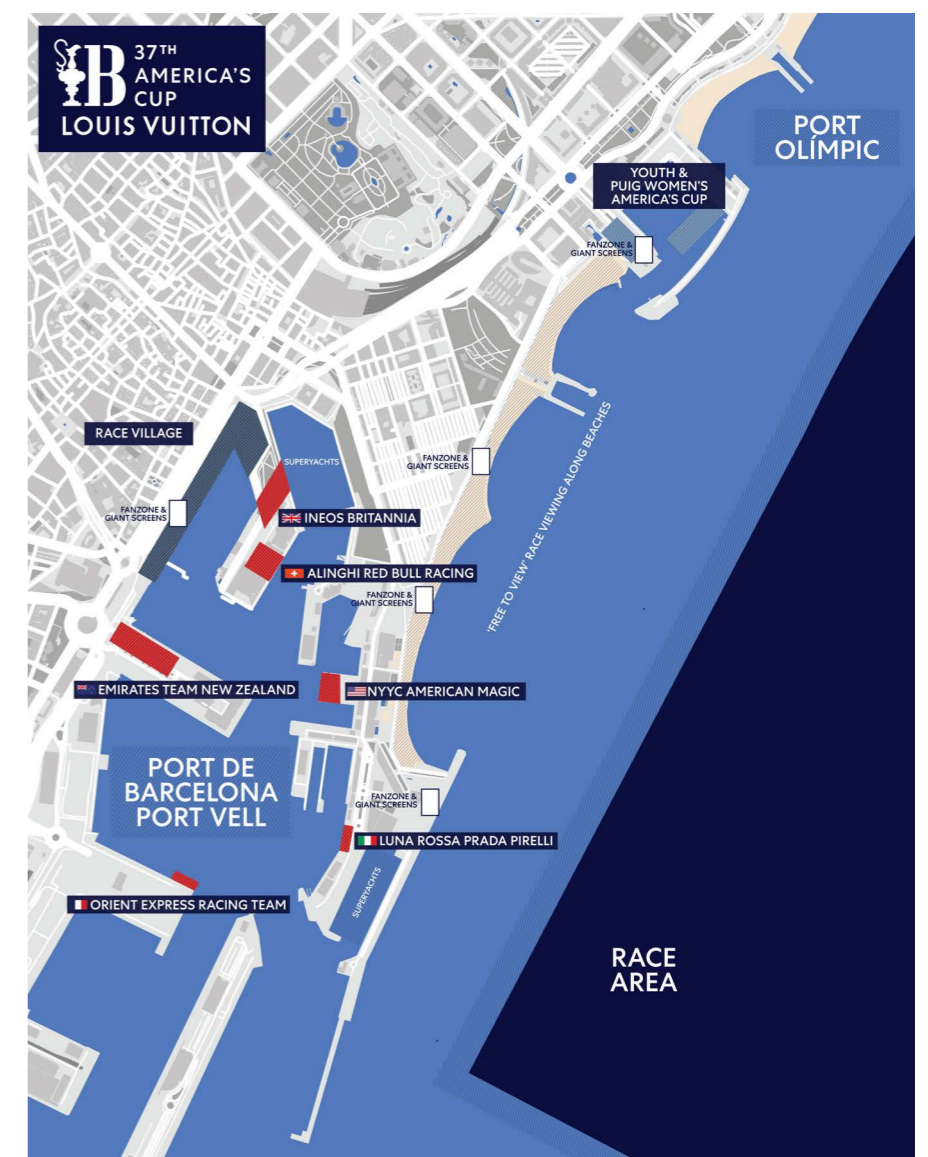 B
37TH
AMERICA'S
CUP
LOUIS VUITTON
PORT
OLÍMPIC
YOUTH &
PUIG WOMEN'S
AMERICA'S CUP
FANZONE &
GIANT SCREENS
RACE VILLAGE
SUPERYACHTS
FANZONE &
GIANT SCREENS
'FREE TO VIEW' RACE VIEWING ALONG BEACHES
FANZONE &
GIANT SCREENS
INEOS BRITANNIA
ALINGHI RED BULL RACING
FANZONE &
GIANT SCREENS
EMIRATES TEAM NEW ZEALAND
NYYC AMERICAN MAGIC
PORT DE
BARCELONA
PORT VELL
FANZONE &
GIANT SCREENS
LUNA ROSSA PRADA PIRELLI
SUPERYACHTS
ORIENT EXPRESS RACING TEAM
RACE
AREA